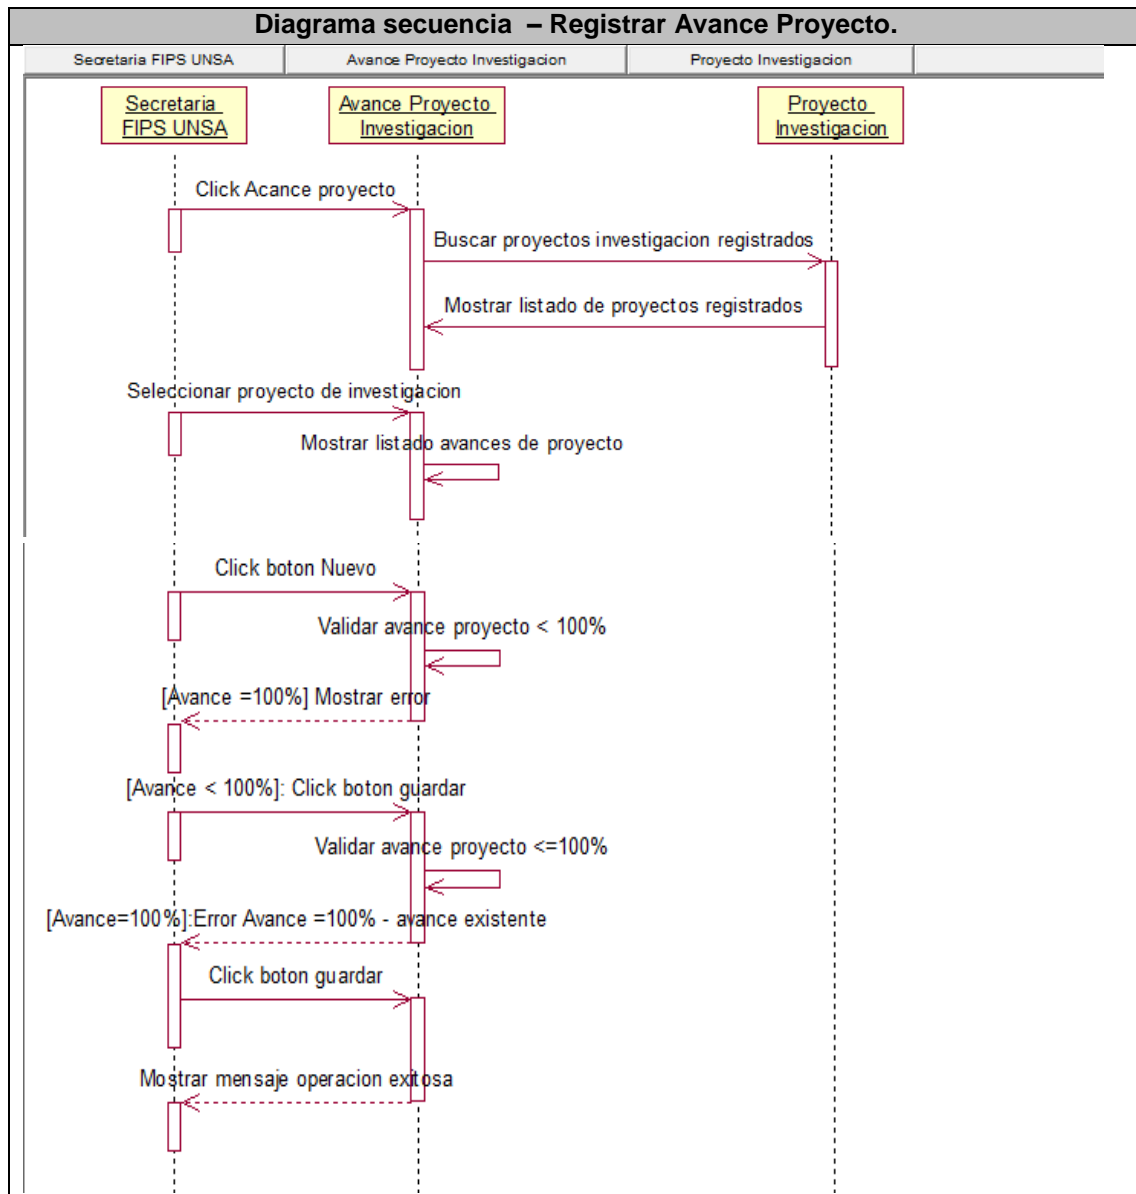 Diagrama secuencia – Registrar Avance Proyecto.
Secretaria FIPS UNSA
Avance Proyecto Investigacion
Proyecto Investigacion
Secretaria
FIPS UNSA
Avance Proyecto
Investigacion
Proyecto
Investigacion
Click Acance proyecto
Buscar proyectos investigacion registrados
Mostrar listado de proyectos registrados
Seleccionar proyecto de investigacion
Mostrar listado avances de proyecto
Click boton Nuevo
Validar avance proyecto < 100%
[Avance =100%] Mostrar error
[Avance < 100%]: Click boton guardar
Validar avance proyecto <=100%
[Avance=100%]:Error Avance =100% - avance existente
Click boton guardar
Mostrar mensaje operacion exitosa